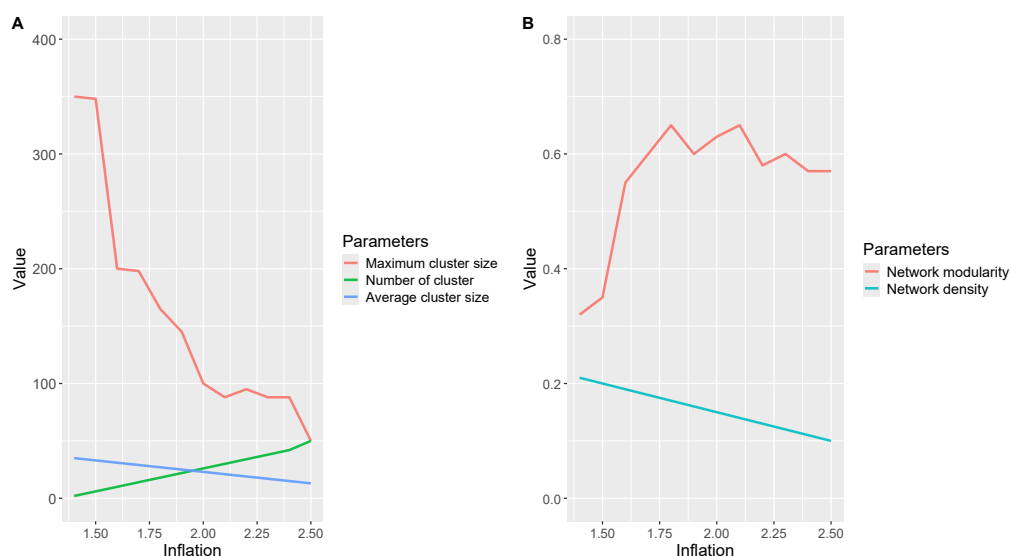 A
400
300
200
100
0
Value
1.50
1.75
2.00
2.25
2.50
Inflation
Parameters
Maximum cluster size
Number of cluster
Average cluster size
B
0.8
0.6
0.4
0.2
0.0
Value
1.50
1.75
2.00
2.25
2.50
Inflation
Parameters
Network modularity
Network density